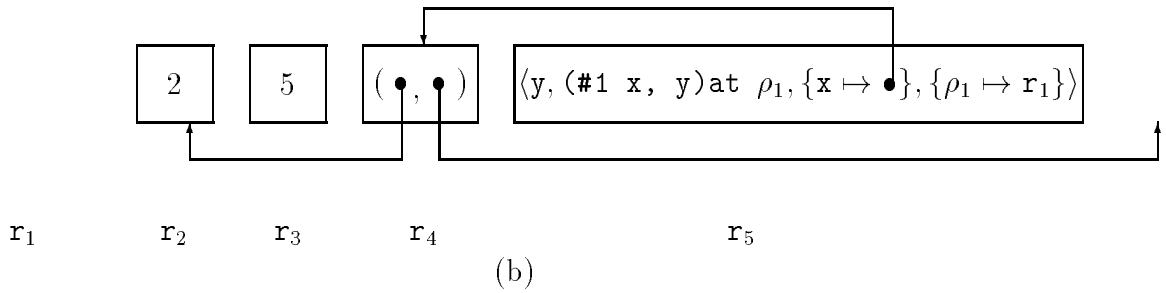 2 5 ( • , • ) ⟨y, (#1 x, y)at ρ₁, {x ↦ •}, {ρ₁ ↦ r₁}⟩
r₁ r₂ r₃ r₄ r₅
(b)